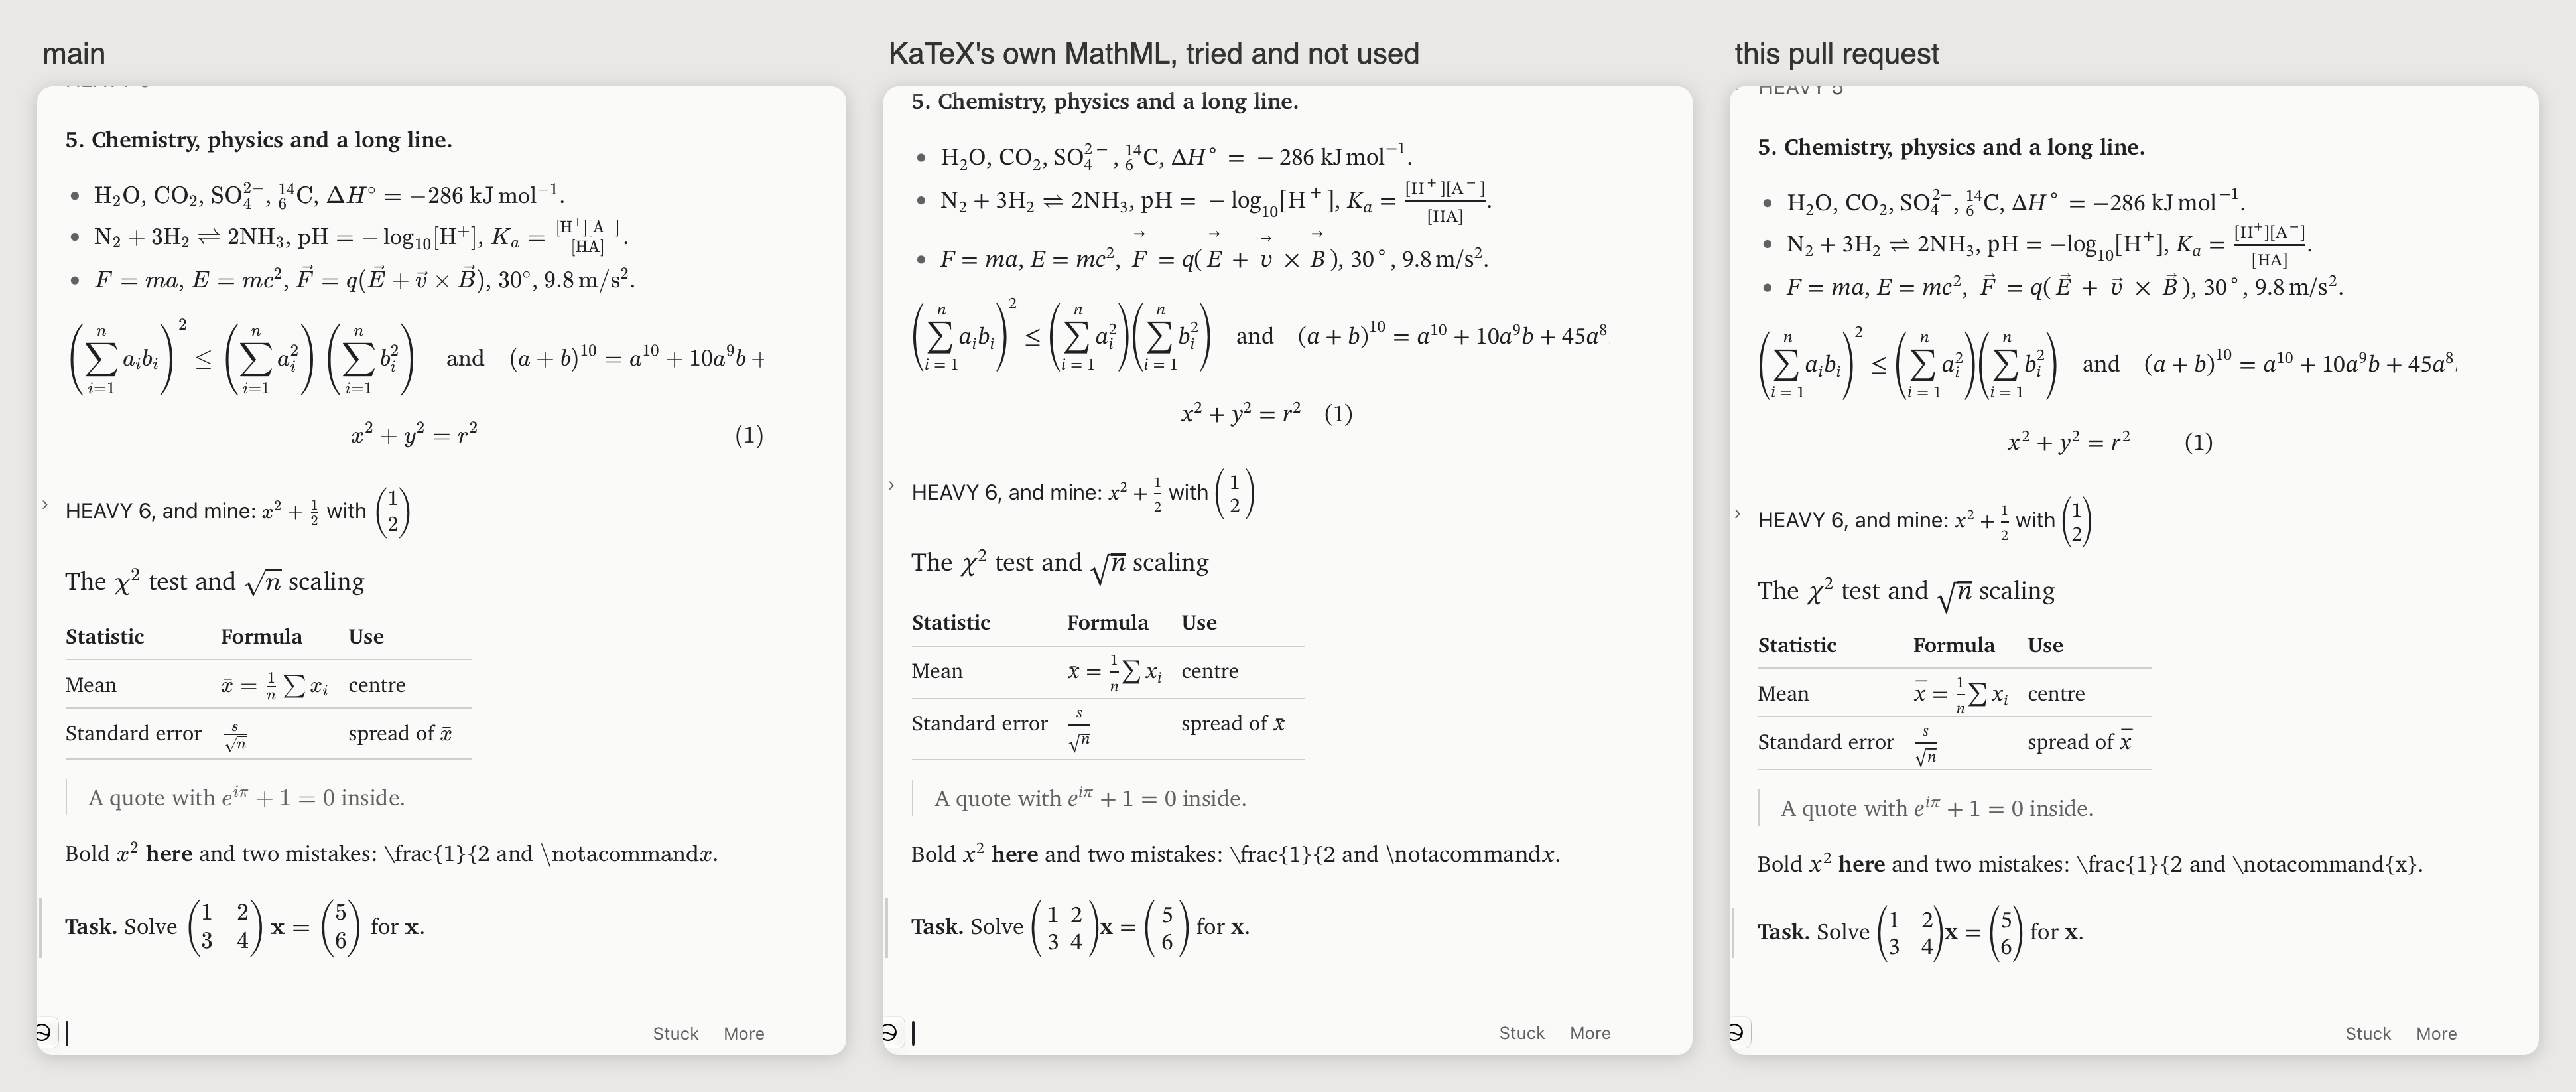 main
5. Chemistry, physics and a long line.
• H₂O, CO₂, SO₄²⁻, ¹⁴₆C, ΔH° = −286 kJ mol⁻¹.
• N₂ + 3H₂ ⇌ 2NH₃, pH = − log₁₀[H⁺], Kₐ = [H⁺][A⁻]/[HA].
• F = ma, E = mc², F⃗ = q(E⃗ + v⃗ × B⃗), 30°, 9.8 m/s².
(∑ᵢ₌₁ⁿ aᵢbᵢ)² ≤ (∑ᵢ₌₁ⁿ aᵢ²) (∑ᵢ₌₁ⁿ bᵢ²) and (a + b)¹⁰ = a¹⁰ + 10a⁹b +
x² + y² = r² (1)
HEAVY 6, and mine: x² + 1/2 with (1 2)
The χ² test and √n scaling
Statistic Formula Use
Mean x̄ = 1/n ∑ xᵢ centre
Standard error s/√n spread of x̄
A quote with e^{iπ} + 1 = 0 inside.
Bold x² here and two mistakes: \frac{1}{2 and \notacommandx.
Task. Solve (1 2 3 4) x = (5 6) for x.
Stuck More
KaTeX's own MathML, tried and not used
5. Chemistry, physics and a long line.
• H₂O, CO₂, SO₄²⁻, ¹⁴₆C, ΔH° = − 286 kJ mol⁻¹.
• N₂ + 3H₂ ⇌ 2NH₃, pH = − log₁₀[H⁺], Kₐ = [H⁺][A⁻]/[HA].
• F = ma, E = mc², F⃗ = q(E⃗ + v⃗ × B⃗), 30°, 9.8 m/s².
(∑ᵢ₌₁ⁿ aᵢbᵢ)² ≤ (∑ᵢ₌₁ⁿ aᵢ²)(∑ᵢ₌₁ⁿ bᵢ²) and (a + b)¹⁰ = a¹⁰ + 10a⁹b + 45a⁸
x² + y² = r² (1)
HEAVY 6, and mine: x² + 1/2 with (1 2)
The χ² test and √n scaling
Statistic Formula Use
Mean x̄ = 1/n ∑ xᵢ centre
Standard error s/√n spread of x̄
A quote with e^{iπ} + 1 = 0 inside.
Bold x² here and two mistakes: \frac{1}{2 and \notacommandx.
Task. Solve (1 2 3 4)x = (5 6) for x.
Stuck More
this pull request
HEAVY 5
5. Chemistry, physics and a long line.
• H₂O, CO₂, SO₄²⁻, ¹⁴₆C, ΔH° = −286 kJ mol⁻¹.
• N₂ + 3H₂ ⇌ 2NH₃, pH = −log₁₀[H⁺], Kₐ = [H⁺][A⁻]/[HA].
• F = ma, E = mc², F⃗ = q(E⃗ + v⃗ × B⃗), 30°, 9.8 m/s².
(∑ᵢ₌₁ⁿ aᵢbᵢ)² ≤ (∑ᵢ₌₁ⁿ aᵢ²)(∑ᵢ₌₁ⁿ bᵢ²) and (a + b)¹⁰ = a¹⁰ + 10a⁹b + 45a⁸
x² + y² = r² (1)
HEAVY 6, and mine: x² + 1/2 with (1 2)
The χ² test and √n scaling
Statistic Formula Use
Mean x̄ = 1/n ∑ xᵢ centre
Standard error s/√n spread of x̄
A quote with e^{iπ} + 1 = 0 inside.
Bold x² here and two mistakes: \frac{1}{2 and \notacommand{x}.
Task. Solve (1 2 3 4)x = (5 6) for x.
Stuck More